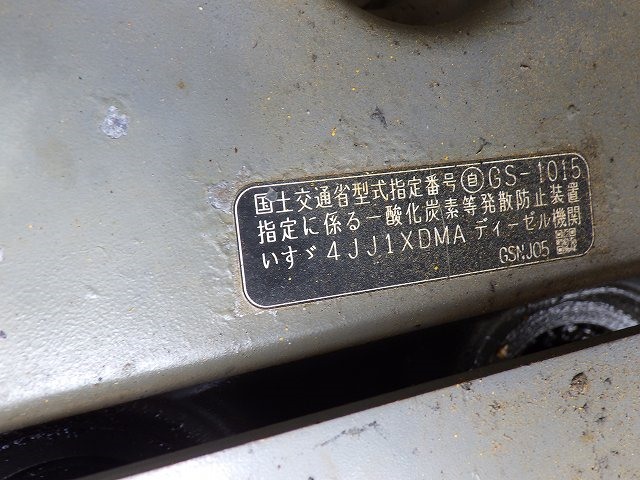 国土交通省型式指定番号 ㊀GS-1015
指定に係る一酸化炭素等発散防止装置
いすゞ 4JJ1XDMA ディーゼル機関
GSNJ05